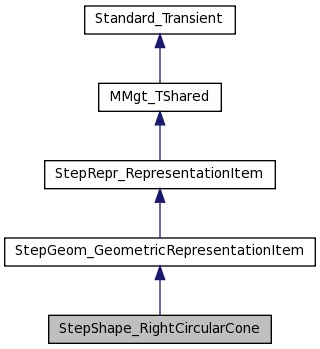 Standard_Transient
MMgt_TShared
StepRepr_RepresentationItem
StepGeom_GeometricRepresentationItem
StepShape_RightCircularCone